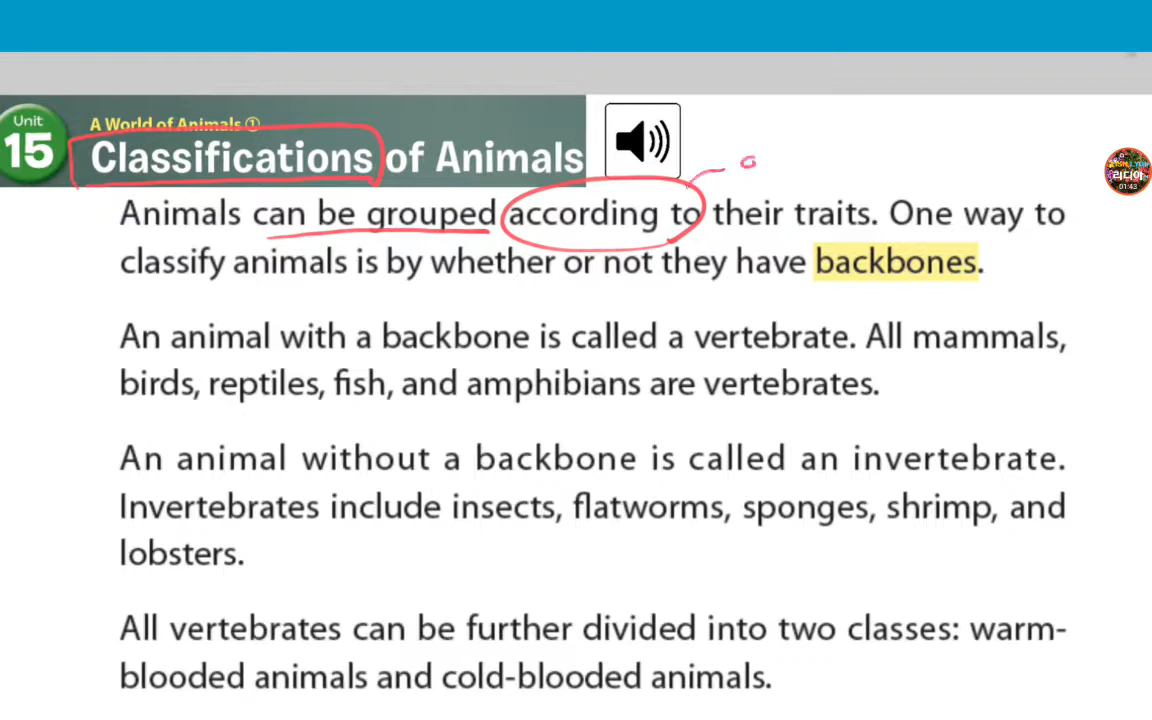 Unit
15
A World of Animals ①
Classifications of Animals
Animals can be grouped according to their traits. One way to
classify animals is by whether or not they have backbones.
An animal with a backbone is called a vertebrate. All mammals,
birds, reptiles, fish, and amphibians are vertebrates.
An animal without a backbone is called an invertebrate.
Invertebrates include insects, flatworms, sponges, shrimp, and
lobsters.
All vertebrates can be further divided into two classes: warm-
blooded animals and cold-blooded animals.
리디아
01:43